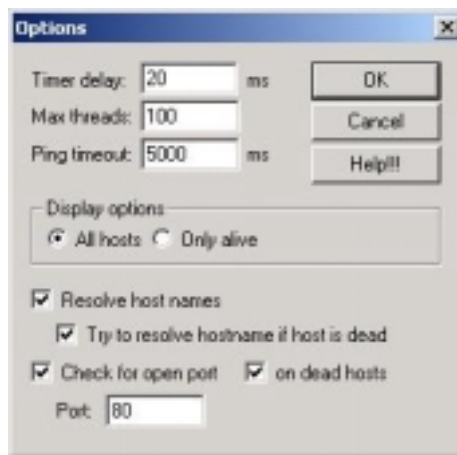 Options
Timer delay: 20 ms
OK
Max threads: 100
Cancel
Ping timeout: 5000 ms
Help!!!
Display options
All hosts Only alive
Resolve host names
Try to resolve hostname if host is dead
Check for open port on dead hosts
Port: 80